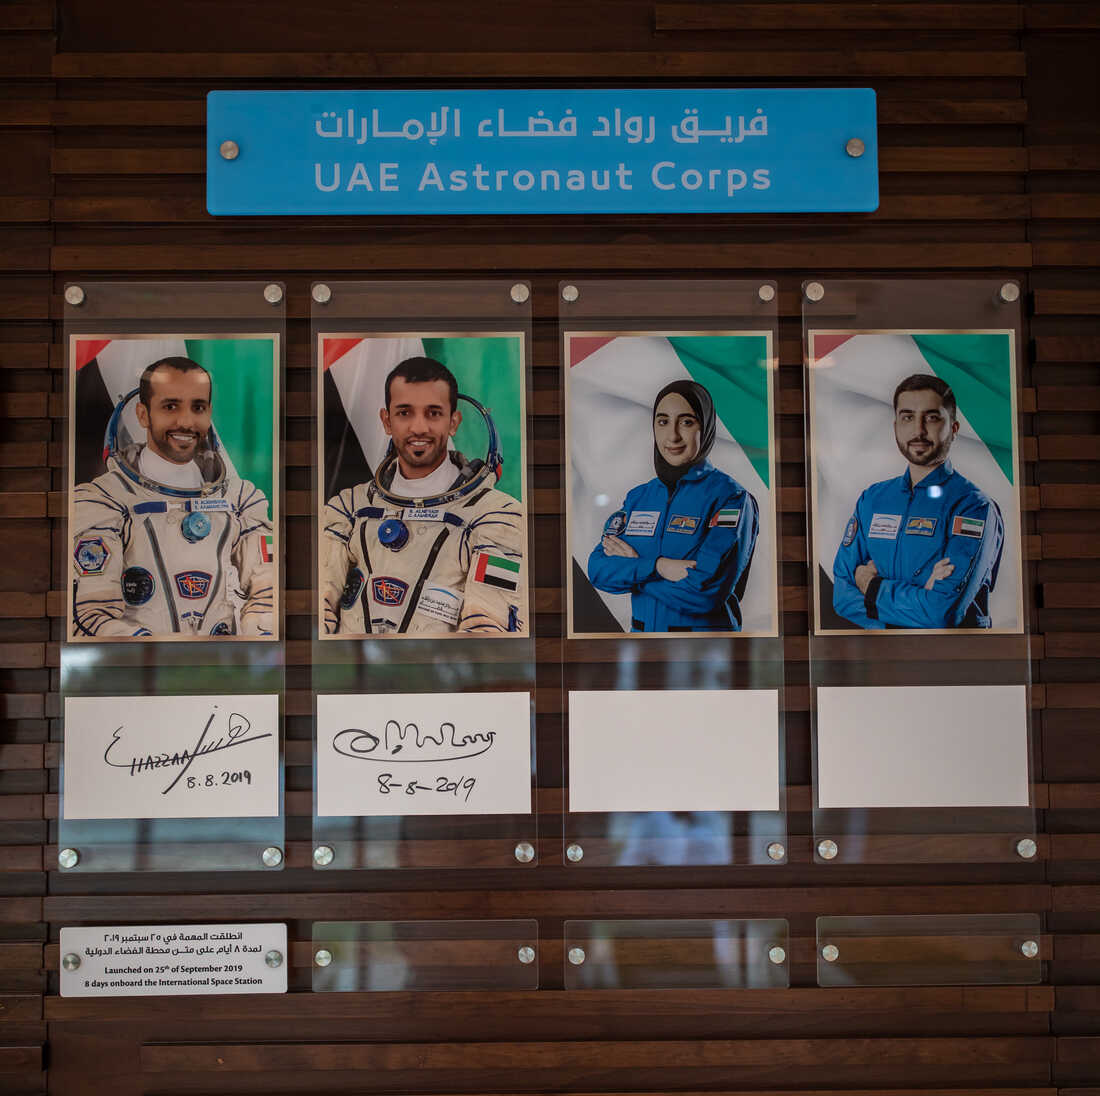 فريق رواد فضاء الإمارات
UAE Astronaut Corps
HAZZAA هزاع
8.8.2019
8-8-2019
انطلقت المهمة في ٢٥ سبتمبر ٢٠١٩
لمدة ٨ أيام على متن محطة الفضاء الدولية
Launched on 25th of September 2019
8 days onboard the International Space Station